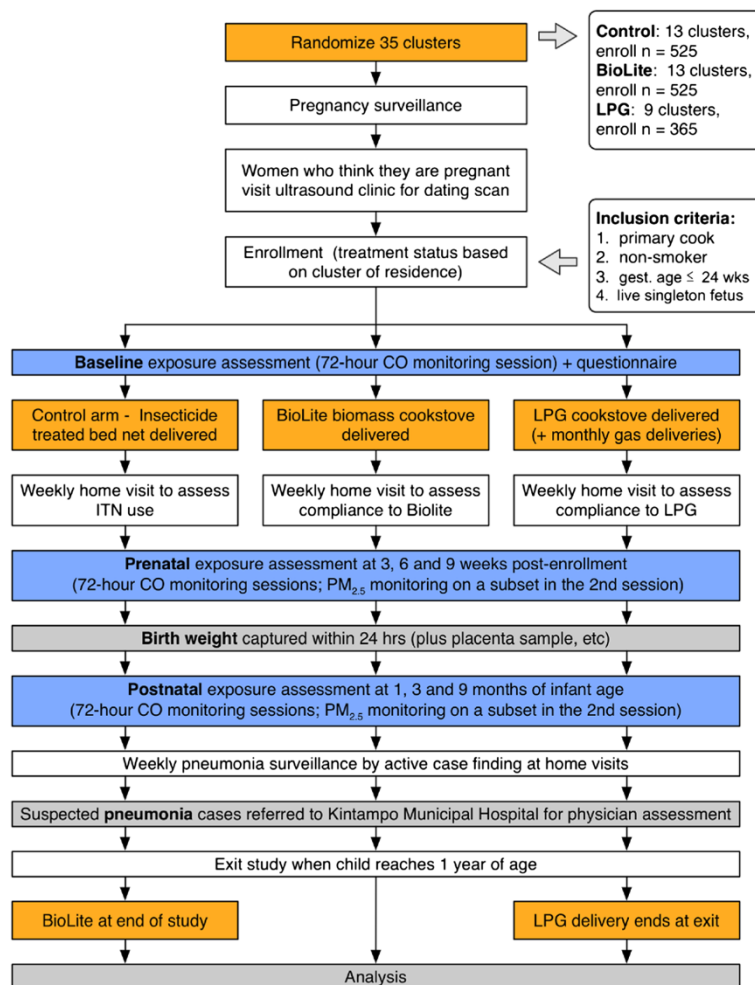 Randomize 35 clusters
Control: 13 clusters,
enroll n = 525
BioLite: 13 clusters,
enroll n = 525
LPG: 9 clusters,
enroll n = 365
Pregnancy surveillance
Women who think they are pregnant
visit ultrasound clinic for dating scan
Enrollment (treatment status based
on cluster of residence)
Inclusion criteria:
1. primary cook
2. non-smoker
3. gest. age ≤ 24 wks
4. live singleton fetus
Baseline exposure assessment (72-hour CO monitoring session) + questionnaire
Control arm - Insecticide
treated bed net delivered
BioLite biomass cookstove
delivered
LPG cookstove delivered
(+ monthly gas deliveries)
Weekly home visit to assess
ITN use
Weekly home visit to assess
compliance to Biolite
Weekly home visit to assess
compliance to LPG
Prenatal exposure assessment at 3, 6 and 9 weeks post-enrollment
(72-hour CO monitoring sessions; PM2.5 monitoring on a subset in the 2nd session)
Birth weight captured within 24 hrs (plus placenta sample, etc)
Postnatal exposure assessment at 1, 3 and 9 months of infant age
(72-hour CO monitoring sessions; PM2.5 monitoring on a subset in the 2nd session)
Weekly pneumonia surveillance by active case finding at home visits
Suspected pneumonia cases referred to Kintampo Municipal Hospital for physician assessment
Exit study when child reaches 1 year of age
BioLite at end of study
LPG delivery ends at exit
Analysis